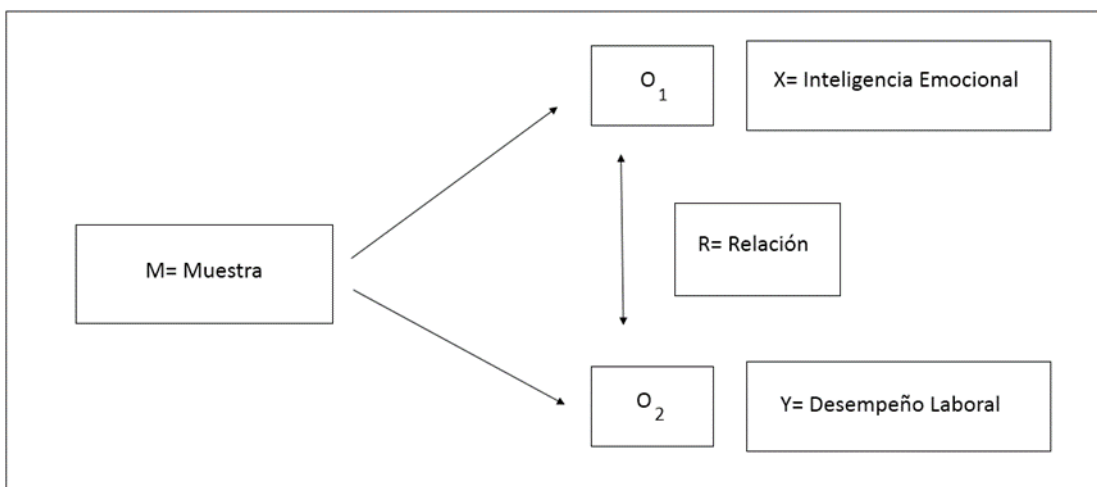 O1
X= Inteligencia Emocional
M= Muestra
R= Relación
O2
Y= Desempeño Laboral